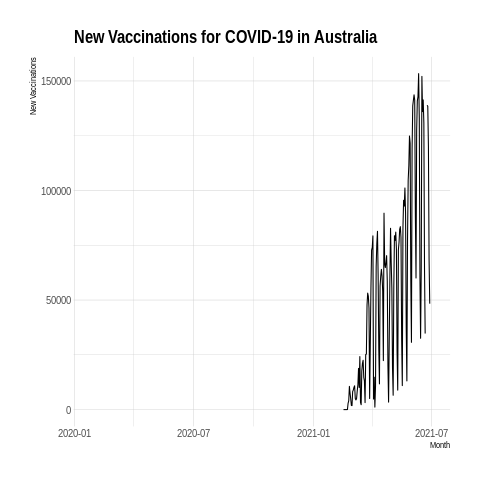 New Vaccinations for COVID-19 in Australia
New Vaccinations
150000
100000
50000
0
2020-01
2020-07
2021-01
2021-07
Month